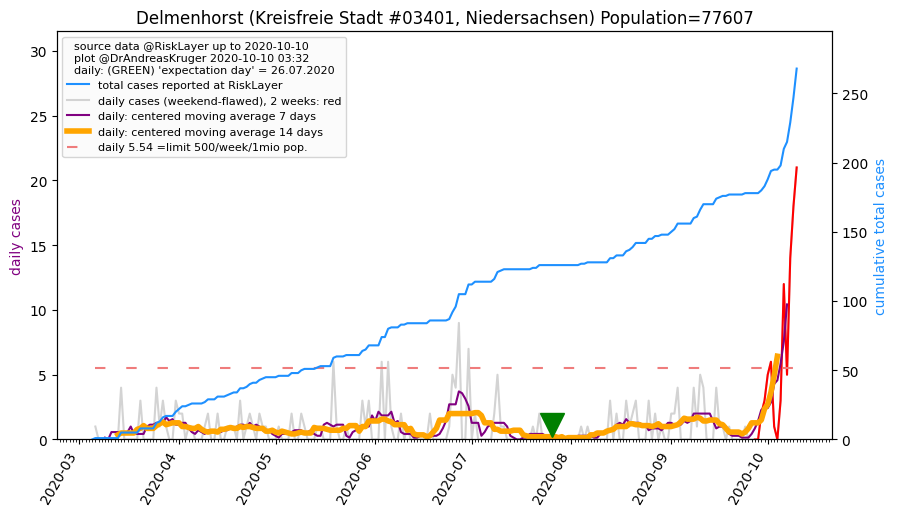 Delmenhorst (Kreisfreie Stadt #03401, Niedersachsen) Population=77607
source data @RiskLayer up to 2020-10-10
plot @DrAndreasKruger 2020-10-10 03:32
daily: (GREEN) 'expectation day' = 26.07.2020
total cases reported at RiskLayer
daily cases (weekend-flawed), 2 weeks: red
daily: centered moving average 7 days
daily: centered moving average 14 days
daily 5.54 =limit 500/week/1mio pop.
daily cases
30
25
20
15
10
5
0
cumulative total cases
250
200
150
100
50
0
2020-03
2020-04
2020-05
2020-06
2020-07
2020-08
2020-09
2020-10